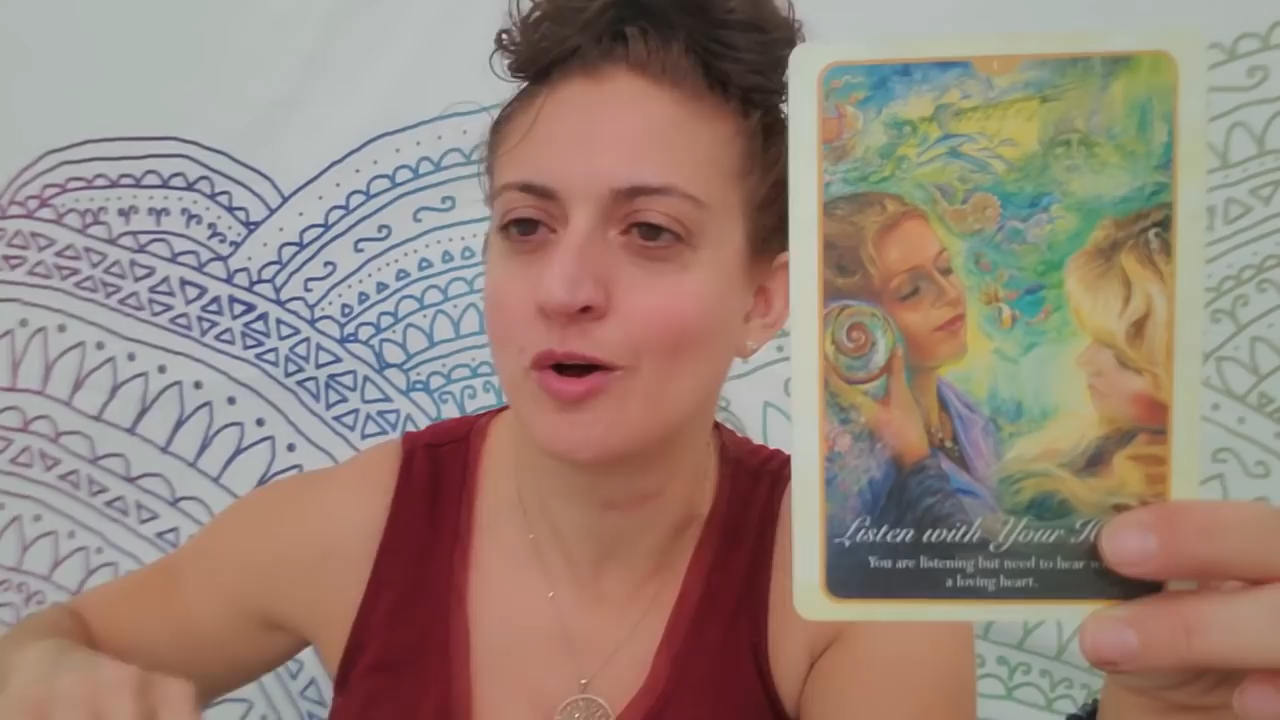 Listen with Your
You are listening but need to hear
a loving heart.